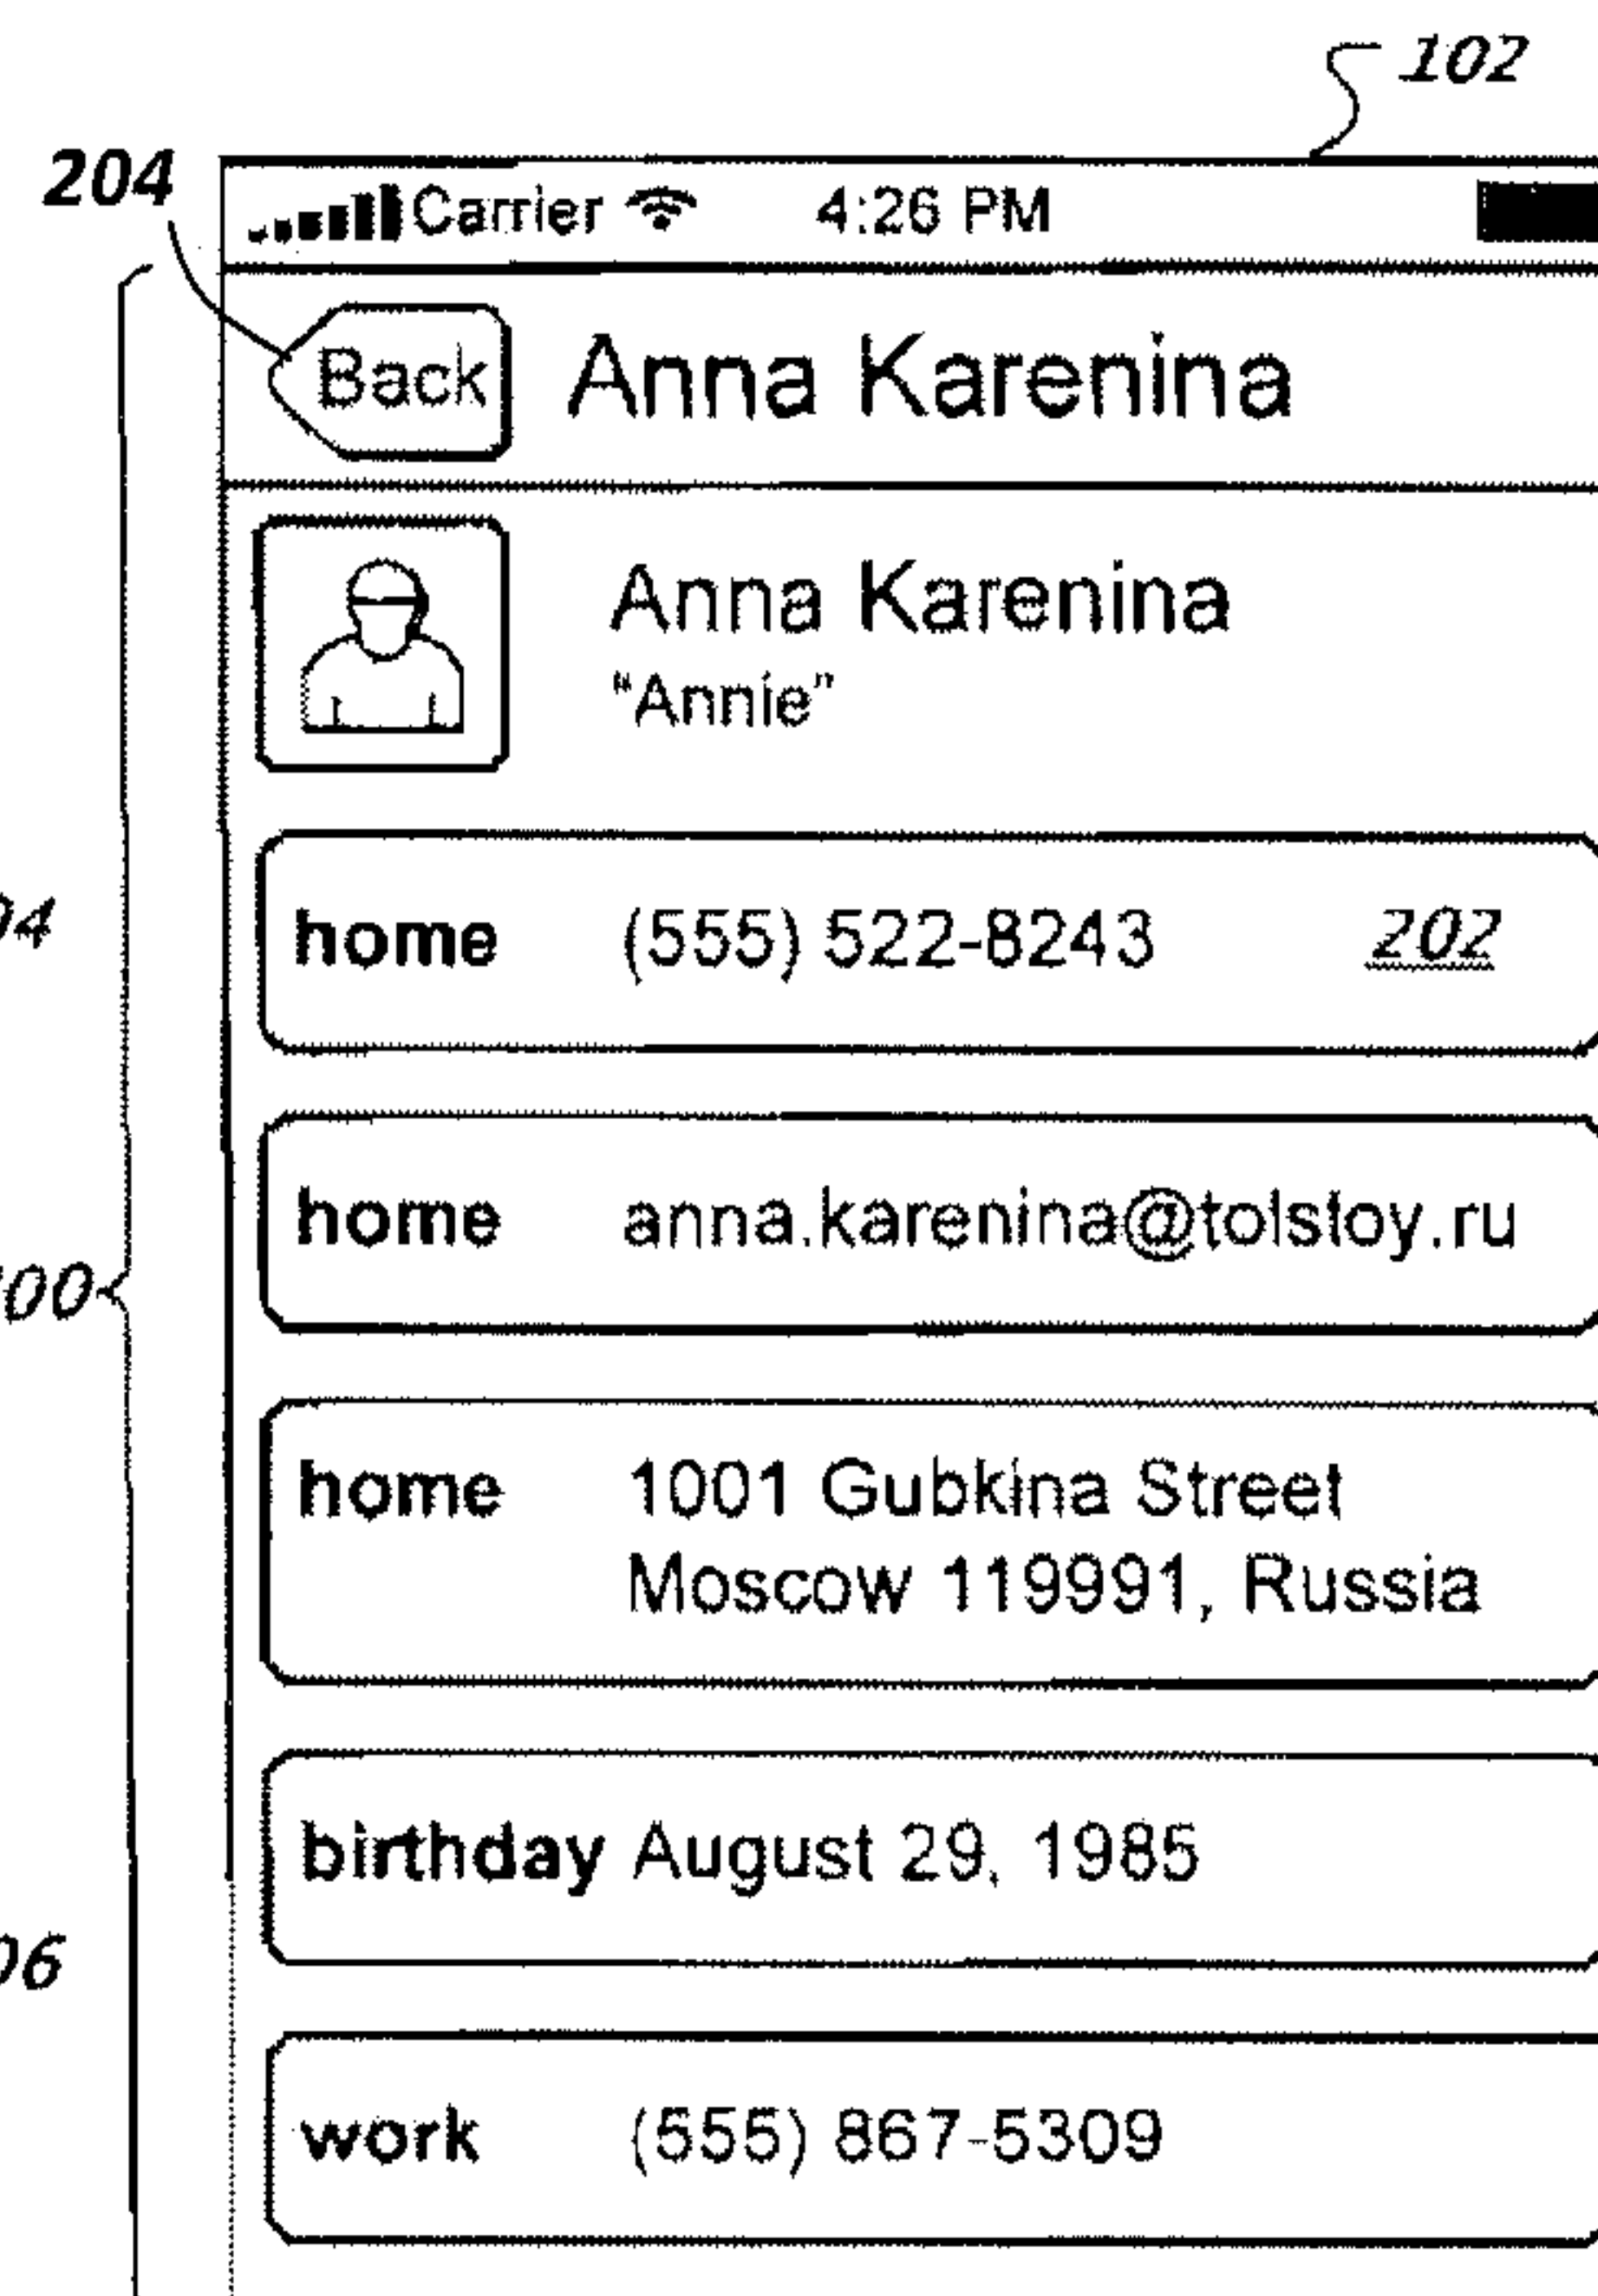 102
204
Carrier 4:26 PM
Back Anna Karenina
Anna Karenina
"Annie"
home (555) 522-8243 202
home anna.karenina@tolstoy.ru
home 1001 Gubkina Street
Moscow 119991, Russia
birthday August 29, 1985
work (555) 867-5309